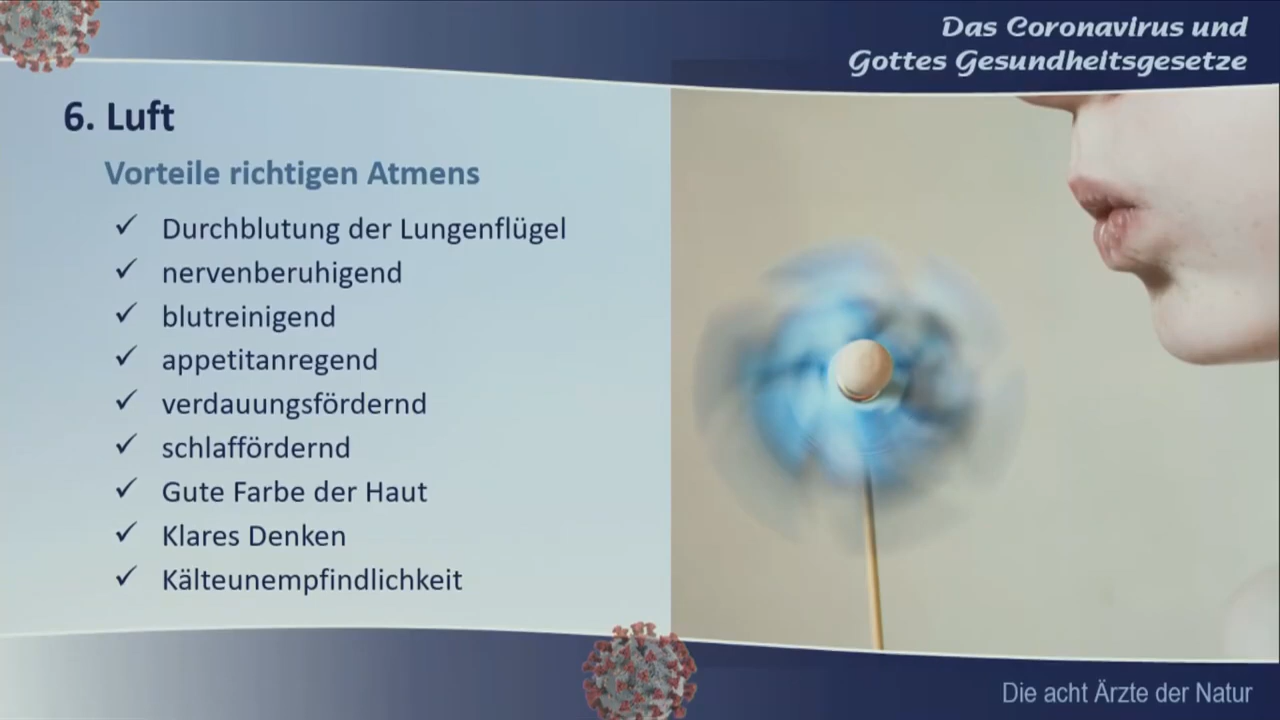 Das Coronavirus und
Gottes Gesundheitsgesetze
6. Luft
Vorteile richtigen Atmens
✓ Durchblutung der Lungenflügel
✓ nervenberuhigend
✓ blutreinigend
✓ appetitanregend
✓ verdauungsfördernd
✓ schlaffördernd
✓ Gute Farbe der Haut
✓ Klares Denken
✓ Kälteunempfindlichkeit
Die acht Ärzte der Natur